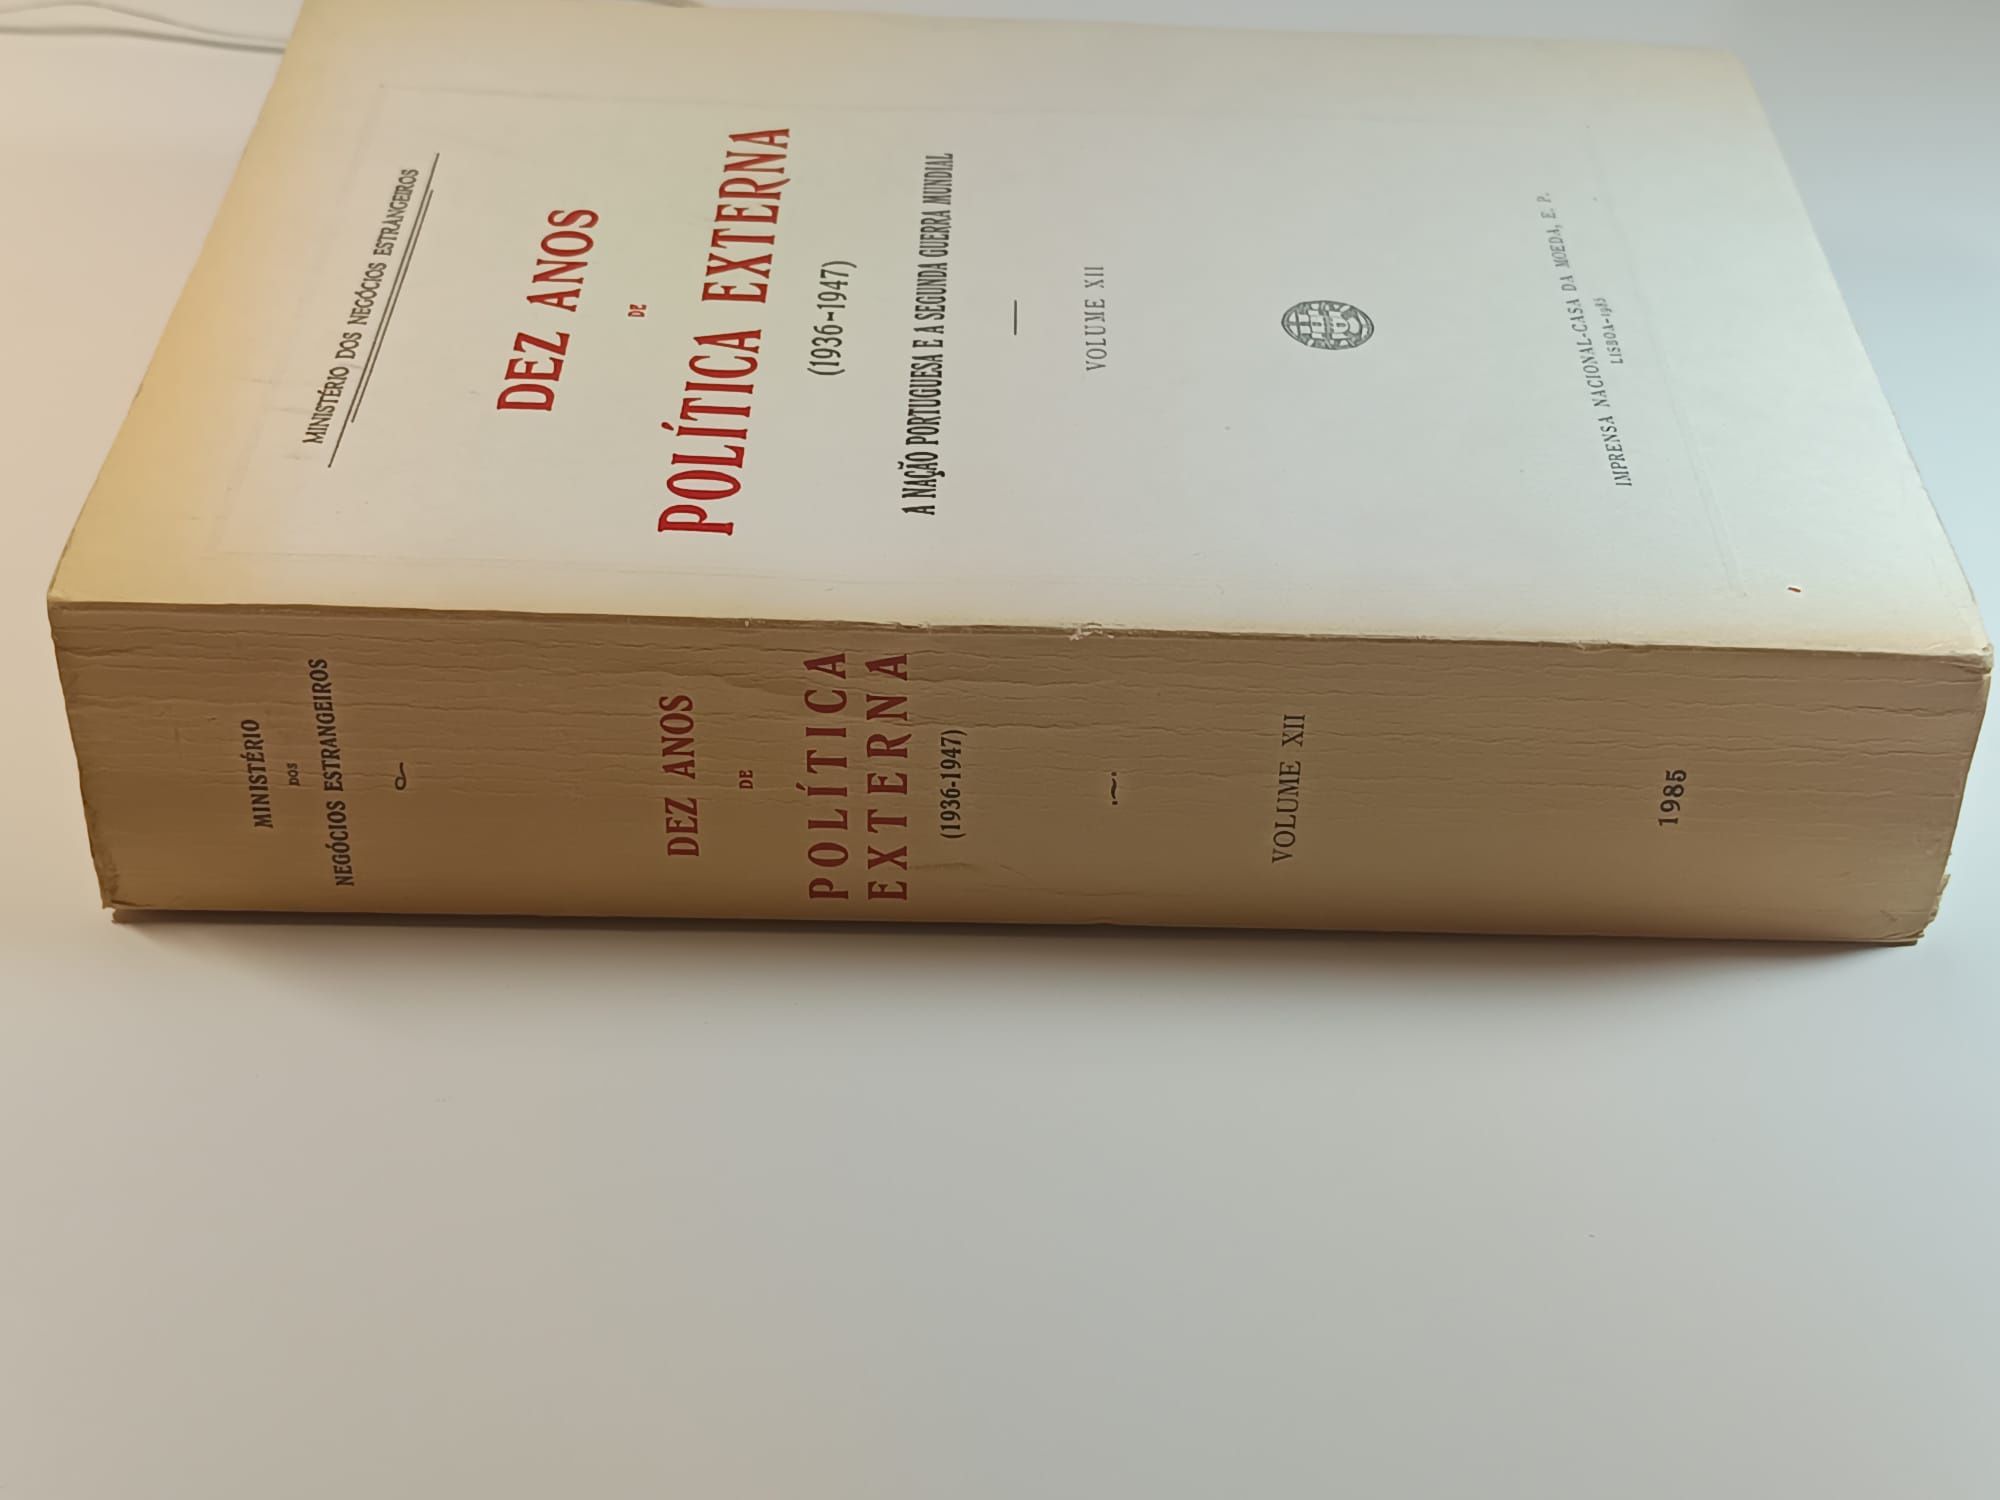 MINISTÉRIO DOS NEGÓCIOS ESTRANGEIROS
DEZ ANOS
DE
POLÍTICA EXTERNA
(1936-1947)
A NAÇÃO PORTUGUESA E A SEGUNDA GUERRA MUNDIAL
VOLUME XII
IMPRENSA NACIONAL-CASA DA MOEDA, E. P.
LISBOA-1985
MINISTÉRIO
DOS
NEGÓCIOS ESTRANGEIROS
DEZ ANOS
DE
POLÍTICA
EXTERNA
(1936-1947)
VOLUME XII
1985